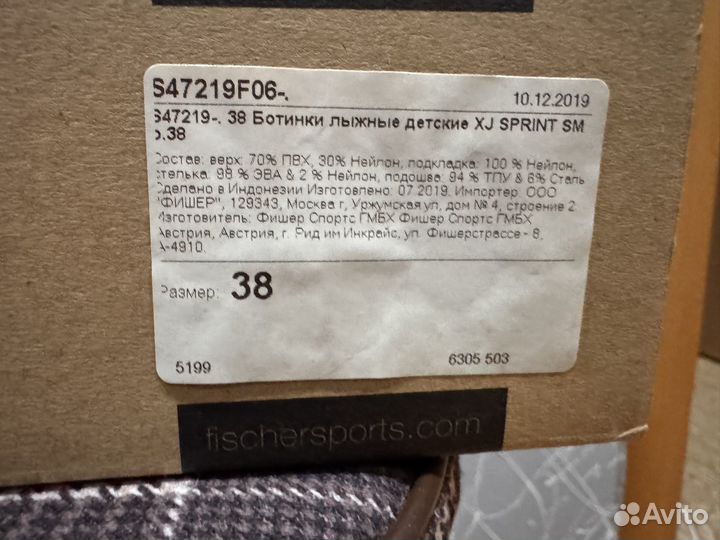 S47219F06-.
10.12.2019
S47219-. 38 Ботинки лыжные детские XJ SPRINT SM
р.38
Состав: верх: 70% ПВХ, 30% Нейлон, подкладка: 100 % Нейлон,
стелька: 98 % ЭВА & 2 % Нейлон, подошва: 94 % ТПУ & 6% Сталь
Сделано в Индонезии Изготовлено: 07.2019. Импортер: ООО
"ФИШЕР", 129343, Москва г, Уржумская ул, дом № 4, строение 2
Изготовитель: Фишер Спортс ГМБХ Фишер Спортс ГМБХ
Австрия, Австрия, г. Рид им Инкрайс, ул. Фишерстрассе - 8,
А-4910.
Размер: 38
5199 6305 503
fischersports.com
Avito